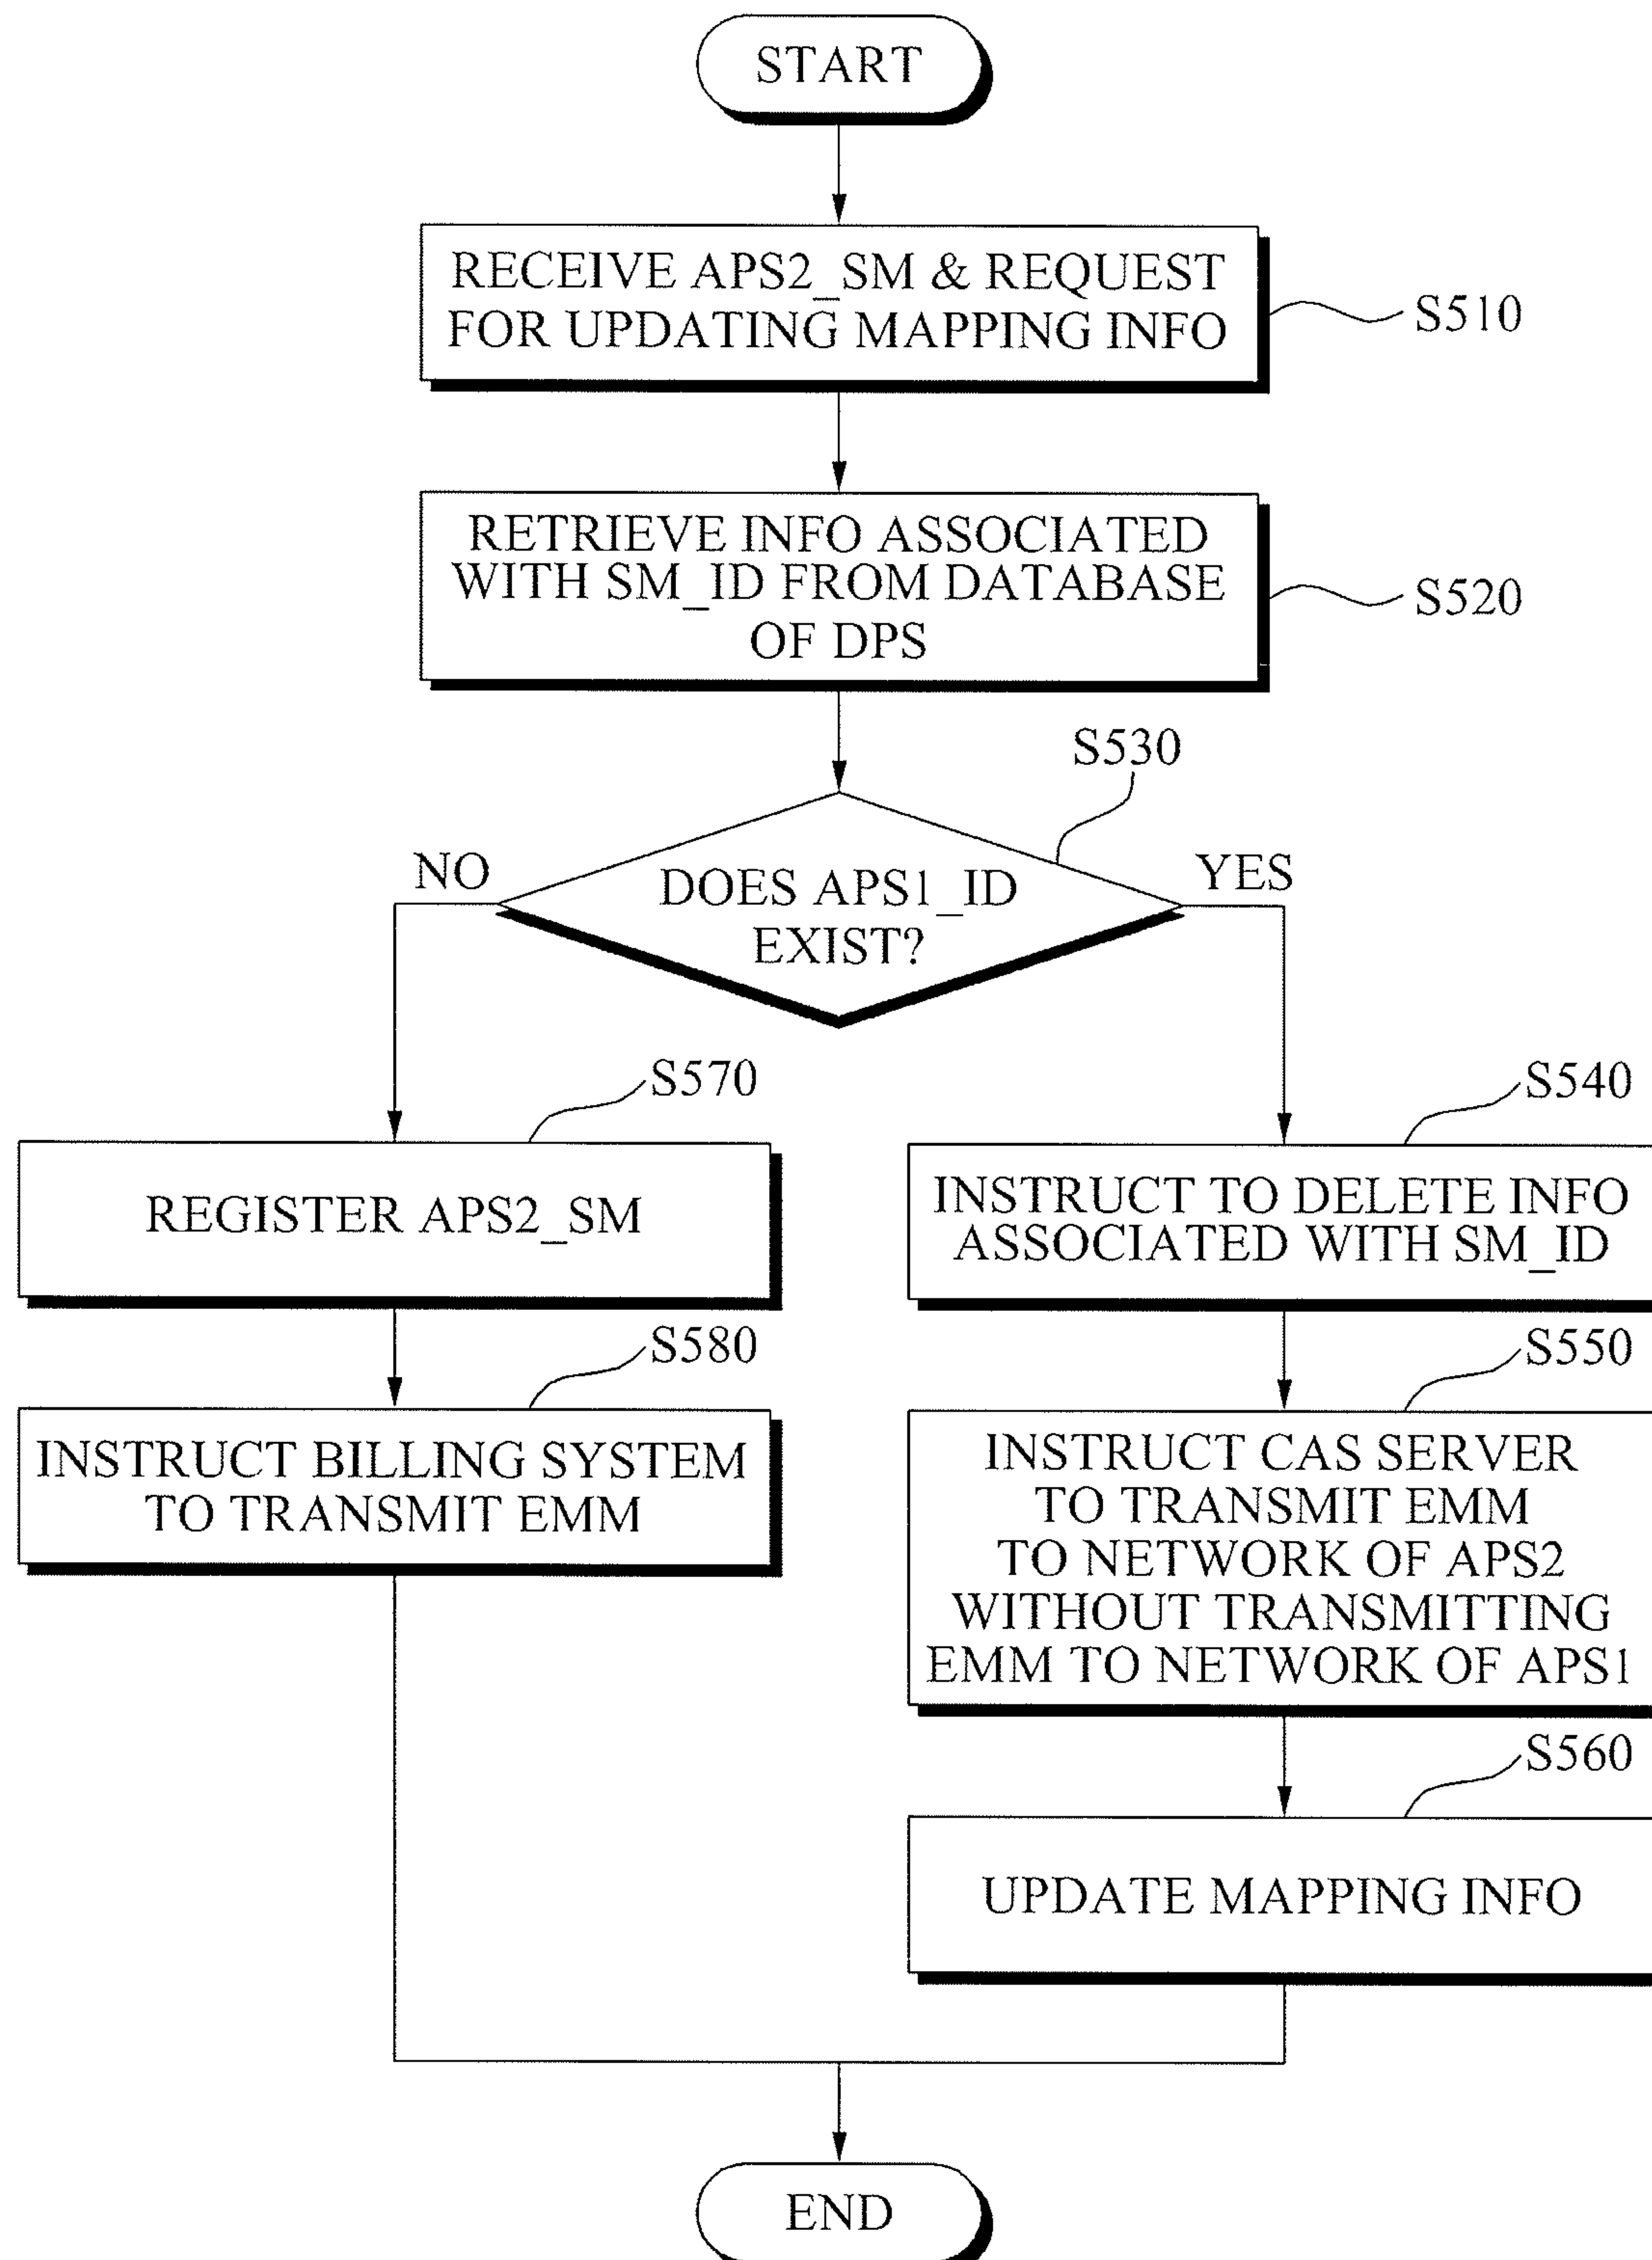 START
RECEIVE APS2_SM & REQUEST
FOR UPDATING MAPPING INFO
S510
RETRIEVE INFO ASSOCIATED
WITH SM_ID FROM DATABASE
OF DPS
S520
S530
NO
DOES APS1_ID
EXIST?
YES
S570
REGISTER APS2_SM
S580
INSTRUCT BILLING SYSTEM
TO TRANSMIT EMM
S540
INSTRUCT TO DELETE INFO
ASSOCIATED WITH SM_ID
S550
INSTRUCT CAS SERVER
TO TRANSMIT EMM
TO NETWORK OF APS2
WITHOUT TRANSMITTING
EMM TO NETWORK OF APS1
S560
UPDATE MAPPING INFO
END